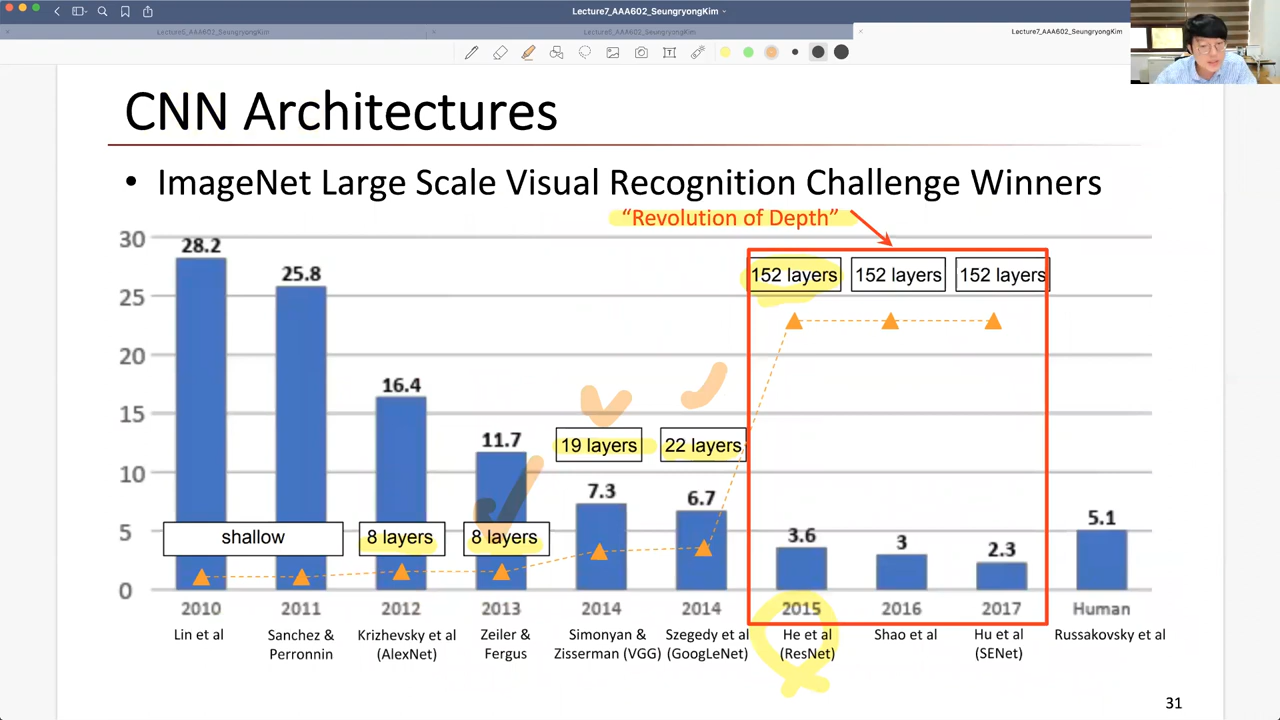 Lecture7_AAA602_SeungryongKim
Lecture5_AAA602_SeungryongKim
Lecture6_AAA602_SeungryongKim
Lecture7_AAA602_SeungryongKim
CNN Architectures
• ImageNet Large Scale Visual Recognition Challenge Winners
“Revolution of Depth”
30
25
20
15
10
5
0
28.2
25.8
16.4
11.7
7.3
6.7
3.6
3
2.3
5.1
152 layers 152 layers 152 layers
19 layers 22 layers
shallow 8 layers 8 layers
2010 2011 2012 2013 2014 2014 2015 2016 2017 Human
Lin et al Sanchez & Krizhevsky et al Zeiler & Simonyan & Szegedy et al He et al Shao et al Hu et al Russakovsky et al
Perronnin (AlexNet) Fergus Zisserman (VGG) (GoogLeNet) (ResNet) (SENet)
31